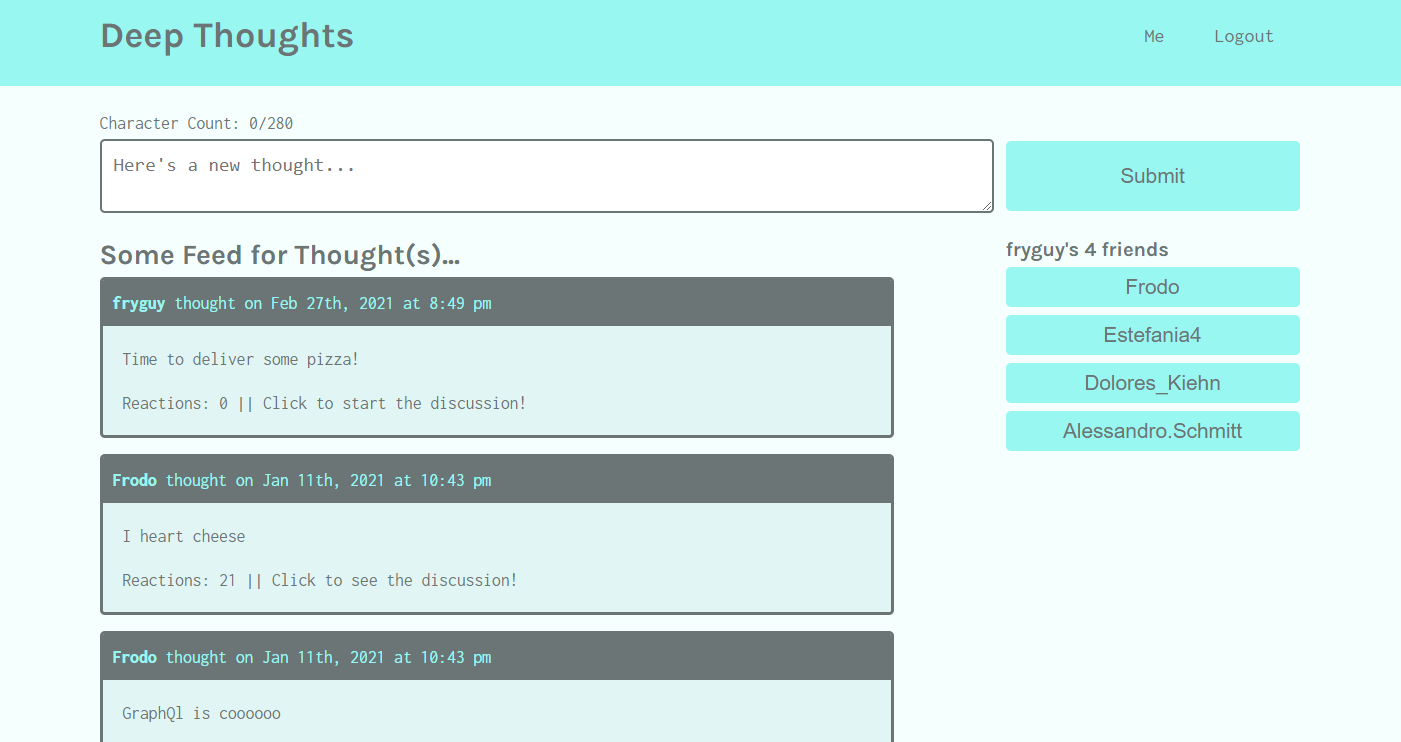 Deep Thoughts
Me
Logout
Character Count: 0/280
Here's a new thought...
Submit
Some Feed for Thought(s)...
fryguy thought on Feb 27th, 2021 at 8:49 pm
Time to deliver some pizza!
Reactions: 0 || Click to start the discussion!
Frodo thought on Jan 11th, 2021 at 10:43 pm
I heart cheese
Reactions: 21 || Click to see the discussion!
Frodo thought on Jan 11th, 2021 at 10:43 pm
GraphQl is coooooo
fryguy's 4 friends
Frodo
Estefania4
Dolores_Kiehn
Alessandro.Schmitt